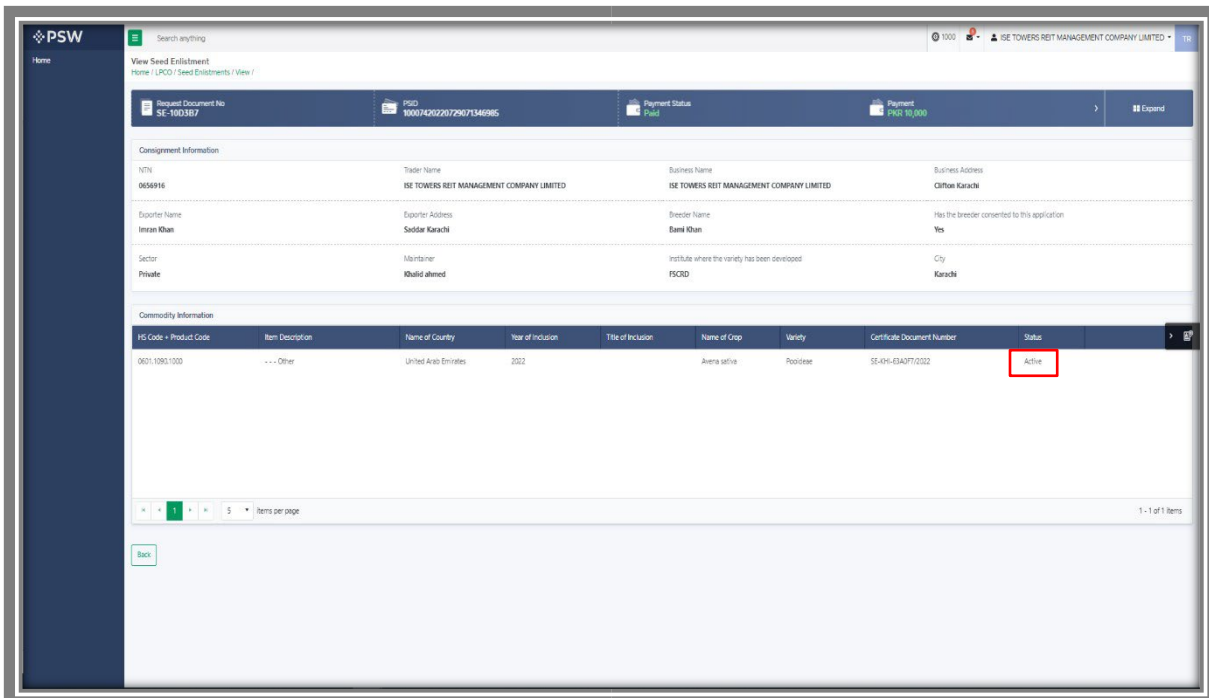 PSW
Search anything
1000
ISE TOWERS REIT MANAGEMENT COMPANY LIMITED
TR
Home
View Seed Enlistment
Home / LPCO / Seed Enlistments / View /
Request Document No
SE-10D3B7
PSID
10007420220729071346985
Payment Status
Paid
Payment
PKR 10,000
Expand
Consignment Information
NTN Trader Name Business Name Business Address
0656916 ISE TOWERS REIT MANAGEMENT COMPANY LIMITED ISE TOWERS REIT MANAGEMENT COMPANY LIMITED Clifton Karachi
Exporter Name Exporter Address Breeder Name Has the breeder consented to this application
Imran Khan Saddar Karachi Bami Khan Yes
Sector Maintainer Institute where the variety has been developed City
Private Khalid ahmed FSCRD Karachi
Commodity Information
HS Code + Product Code Item Description Name of Country Year of Inclusion Title of Inclusion Name of Crop Variety Certificate Document Number Status
0601.1090.1000 - - - Other United Arab Emirates 2022 Avena sativa Pooideae SE-KHI-E3A0F7/2022 Active
1 5 items per page 1 - 1 of 1 items
Back